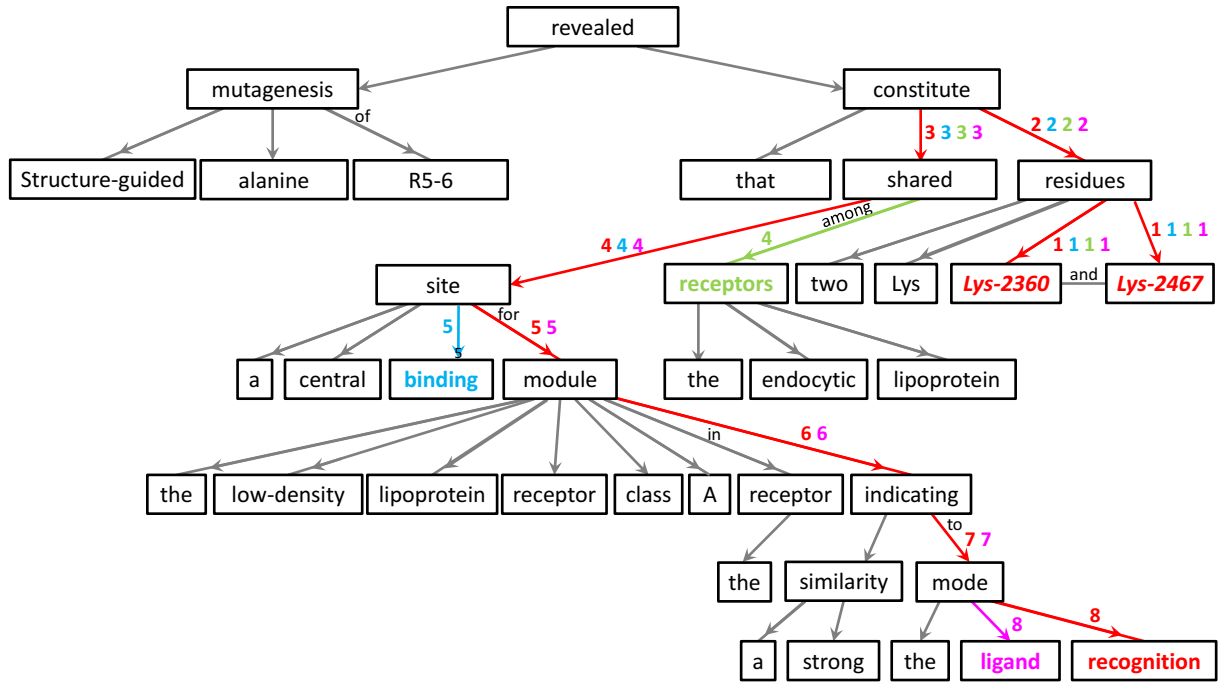 revealed
mutagenesis
constitute
of
3 3 3 3
2 2 2 2
Structure-guided
alanine
R5-6
that
shared
residues
among
4 4 4
4
1 1 1 1
1 1 1 1
site
receptors
two
Lys
Lys-2360
and
Lys-2467
for
5
5 5
5
a
central
binding
module
the
endocytic
lipoprotein
in
6 6
the
low-density
lipoprotein
receptor
class
A
receptor
indicating
to
7 7
the
similarity
mode
8
8
a
strong
the
ligand
recognition